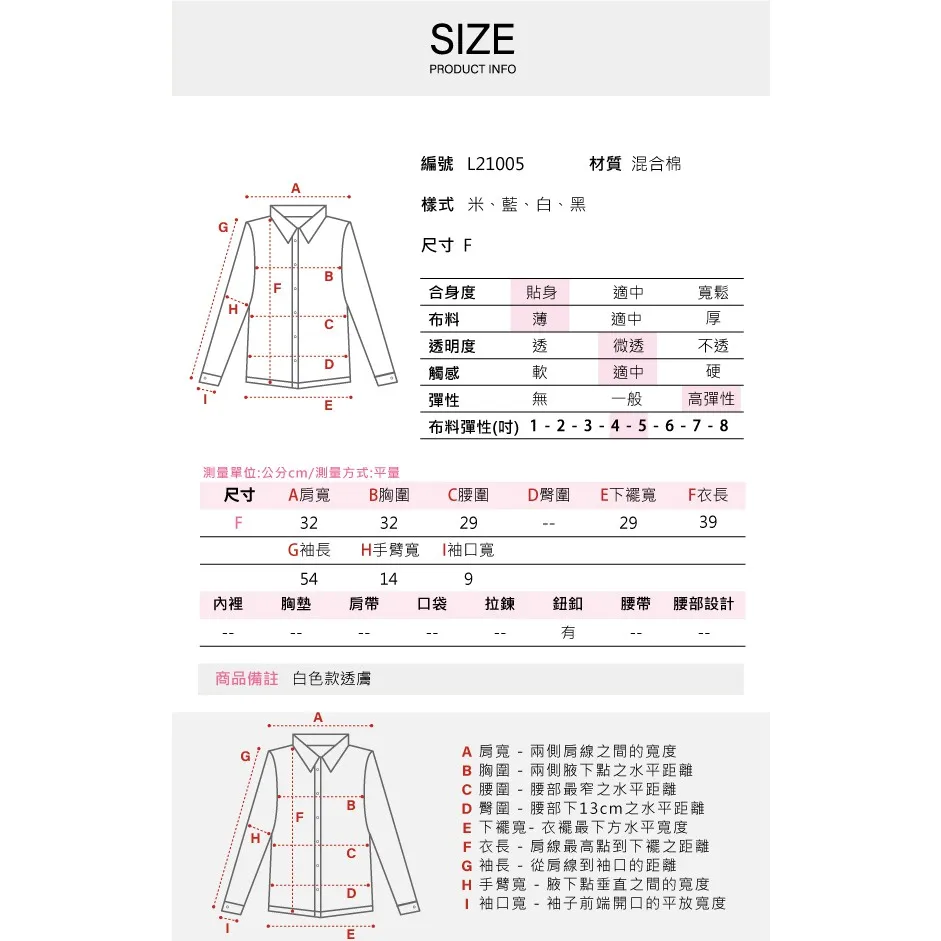 SIZE
PRODUCT INFO
編號 L21005 材質 混合棉
樣式 米、藍、白、黑
尺寸 F
A
G
B
F
H
C
D
I
E
合身度 貼身 適中 寬鬆
布料 薄 適中 厚
透明度 透 微透 不透
觸感 軟 適中 硬
彈性 無 一般 高彈性
布料彈性(吋) 1 - 2 - 3 - 4 - 5 - 6 - 7 - 8
測量單位:公分cm/測量方式:平量
尺寸 A肩寬 B胸圍 C腰圍 D臀圍 E下襬寬 F衣長
F 32 32 29 -- 29 39
G袖長 H手臂寬 I袖口寬
54 14 9
內裡 胸墊 肩帶 口袋 拉鍊 鈕釦 腰帶 腰部設計
-- -- -- -- -- 有 -- --
商品備註 白色款透膚
A
G
B
F
H
C
D
I
E
A 肩寬 - 兩側肩線之間的寬度
B 胸圍 - 兩側腋下點之水平距離
C 腰圍 - 腰部最窄之水平距離
D 臀圍 - 腰部下13cm之水平距離
E 下襬寬- 衣襬最下方水平寬度
F 衣長 - 肩線最高點到下襬之距離
G 袖長 - 從肩線到袖口的距離
H 手臂寬 - 腋下點垂直之間的寬度
I 袖口寬 - 袖子前端開口的平放寬度